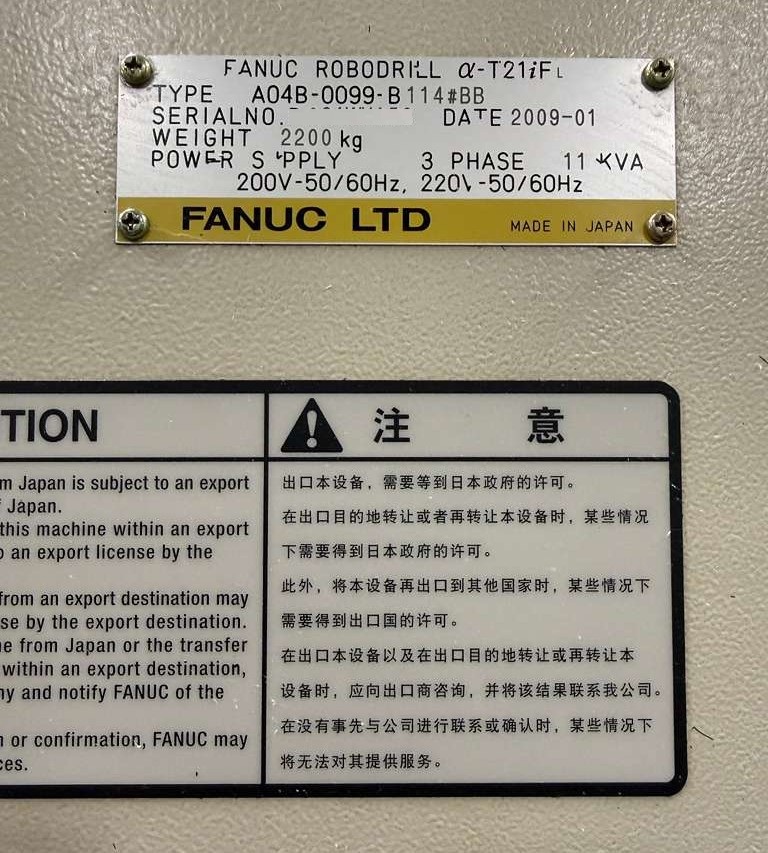 FANUC ROBODRILL α-T21iFL
TYPE A04B-0099-B114#BB
SERIALNO. DATE 2009-01
WEIGHT 2200 kg
POWER SUPPLY 3 PHASE 11 KVA
200V-50/60Hz, 220V-50/60Hz
FANUC LTD
MADE IN JAPAN
TION
m Japan is subject to an export
f Japan.
this machine within an export
o an export license by the
from an export destination may
se by the export destination.
ne from Japan or the transfer
within an export destination,
ny and notify FANUC of the
n or confirmation, FANUC may
ces.
注 意
出口本设备，需要等到日本政府的许可。
在出口目的地转让或者再转让本设备时，某些情况
下需要得到日本政府的许可。
此外，将本设备再出口到其他国家时，某些情况下
需要得到出口国的许可。
在出口本设备以及在出口目的地转让或再转让本
设备时，应向出口商咨询，并将该结果联系我公司。
在没有事先与公司进行联系或确认时，某些情况下
将无法对其提供服务。